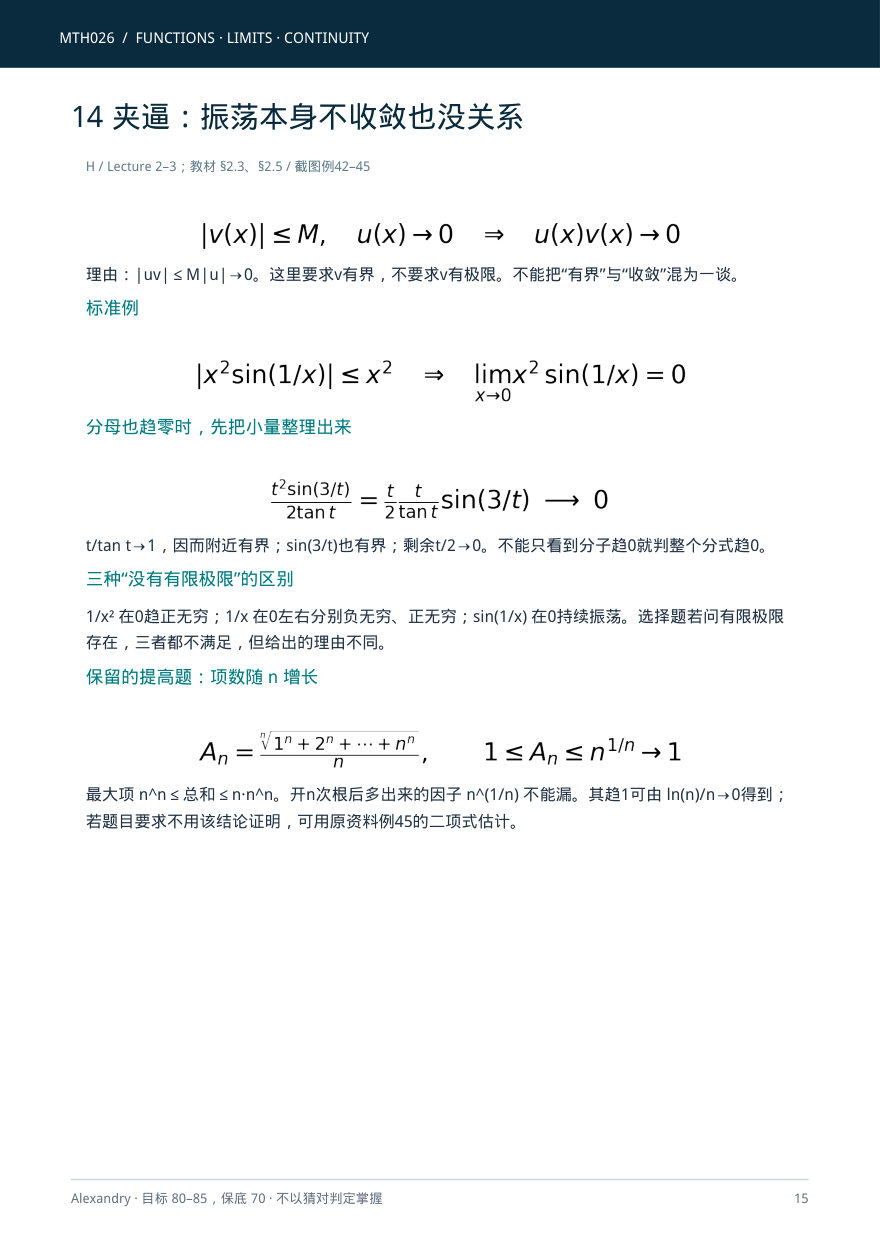 MTH026 / FUNCTIONS · LIMITS · CONTINUITY
14 夹逼：振荡本身不收敛也没关系
H / Lecture 2–3；教材 §2.3、§2.5 / 截图例42–45
|v(x)| ≤ M, u(x) → 0 ⇒ u(x)v(x) → 0
理由：|uv| ≤ M|u|→0。这里要求v有界，不要求v有极限。不能把“有界”与“收敛”混为一谈。
标准例
|x²sin(1/x)| ≤ x² ⇒ lim_{x→0} x² sin(1/x) = 0
分母也趋零时，先把小量整理出来
\frac{t² sin(3/t)}{2 tan t} = \frac{t}{2} \frac{t}{tan t} sin(3/t) ⟶ 0
t/tan t→1，因而附近有界；sin(3/t)也有界；剩余t/2→0。不能只看到分子趋0就判整个分式趋0。
三种“没有有限极限”的区别
1/x² 在0趋正无穷；1/x 在0左右分别负无穷、正无穷；sin(1/x) 在0持续振荡。选择题若问有限极限
存在，三者都不满足，但给出的理由不同。
保留的提高题：项数随 n 增长
A_n = \frac{\sqrt[n]{1^n + 2^n + ⋯ + n^n}}{n}, 1 ≤ A_n ≤ n^{1/n} → 1
最大项 n^n ≤ 总和 ≤ n·n^n。开n次根后多出来的因子 n^(1/n) 不能漏。其趋1可由 ln(n)/n→0得到；
若题目要求不用该结论证明，可用原资料例45的二项式估计。
Alexandry · 目标 80–85，保底 70 · 不以猜对判定掌握
15